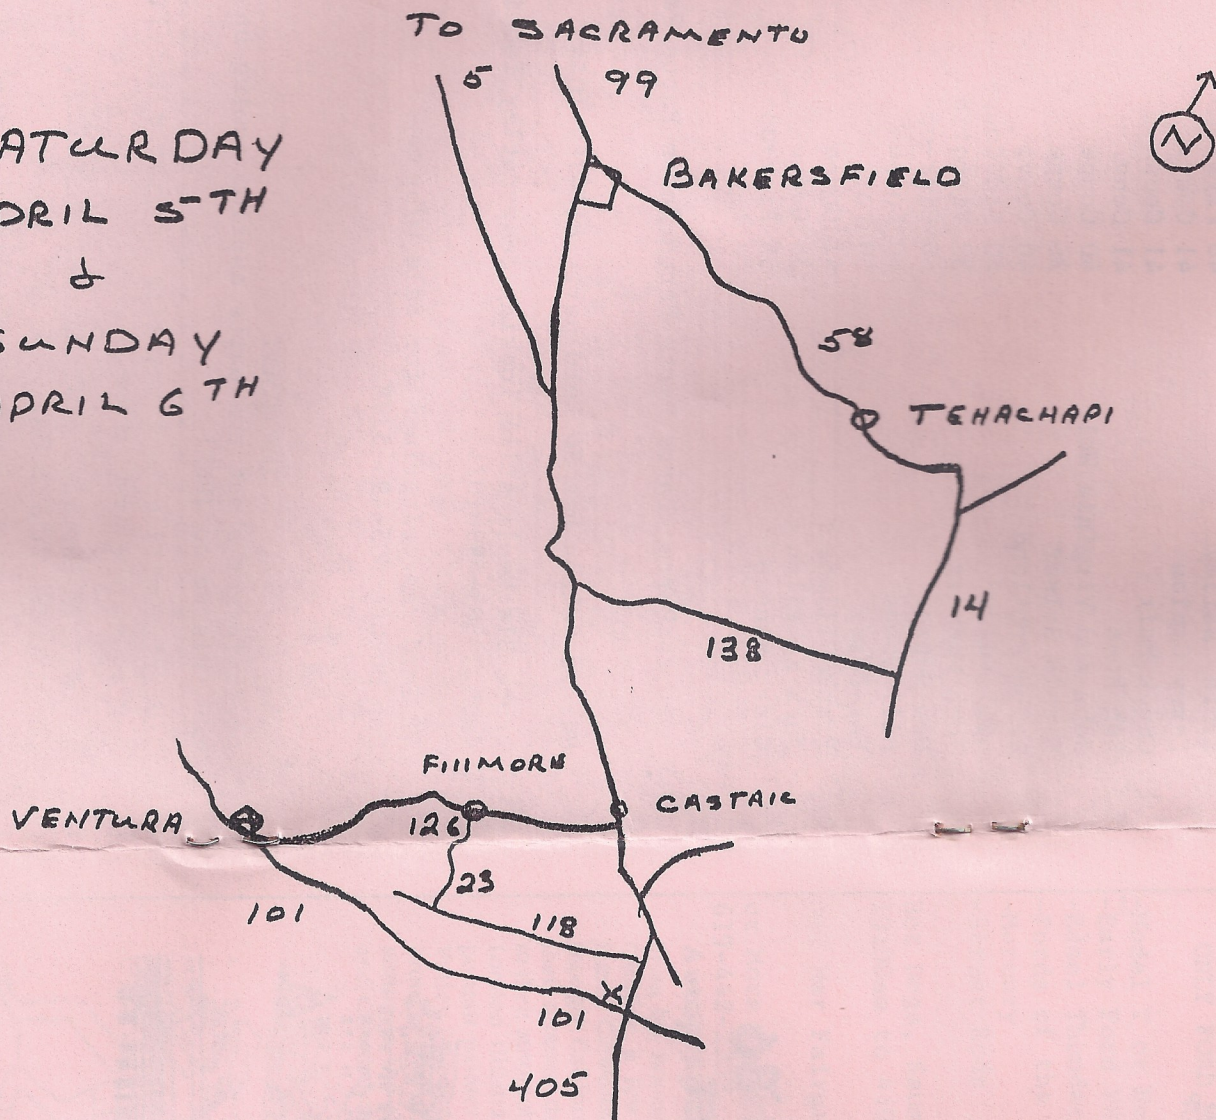 TO SACRAMENTO
5
99
N
ATURDAY
PRIL 5TH
&
SUNDAY
PRIL 6TH
BAKERSFIELD
58
TEHACHAPI
14
138
FILLMORE
VENTURA
126
CASTAIC
23
101
118
X
101
405